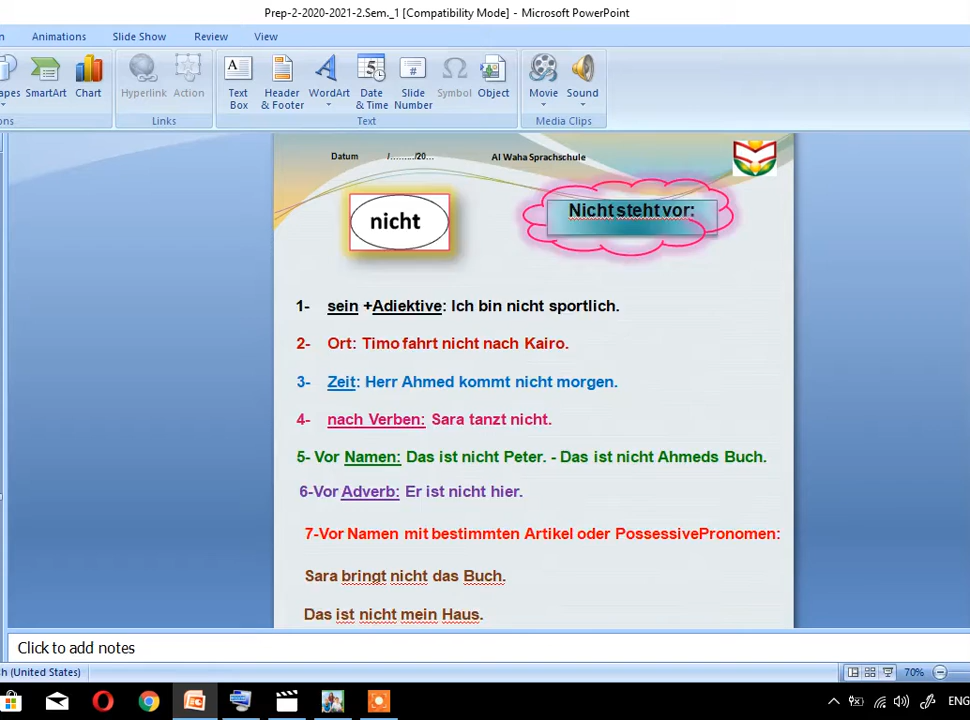 Prep-2-2020-2021-2.Sem._1 [Compatibility Mode] - Microsoft PowerPoint
Animations Slide Show Review View
SmartArt Chart Hyperlink Action Text Box Header & Footer WordArt Date & Time Slide Number Symbol Object Movie Sound
Links Text Media Clips
Datum /........./20... Al Waha Sprachschule
nicht
Nicht steht vor:
1- sein +Adiektive: Ich bin nicht sportlich.
2- Ort: Timo fahrt nicht nach Kairo.
3- Zeit: Herr Ahmed kommt nicht morgen.
4- nach Verben: Sara tanzt nicht.
5- Vor Namen: Das ist nicht Peter. - Das ist nicht Ahmeds Buch.
6-Vor Adverb: Er ist nicht hier.
7-Vor Namen mit bestimmten Artikel oder PossessivePronomen:
Sara bringt nicht das Buch.
Das ist nicht mein Haus.
Click to add notes
(United States) 70%
ENG